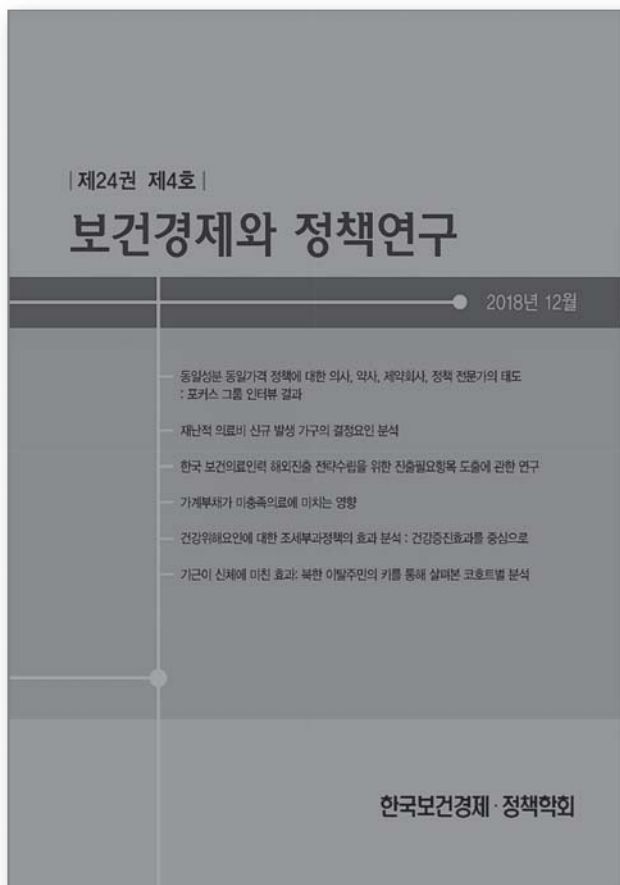 | 제24권 제4호 |
보건경제와 정책연구
2018년 12월
동일성분 동일가격 정책에 대한 의사, 약사, 제약회사, 정책 전문가의 태도
: 포커스 그룹 인터뷰 결과
재난적 의료비 신규 발생 가구의 결정요인 분석
한국 보건의료인력 해외진출 전략수립을 위한 진출필요항목 도출에 관한 연구
가계부채가 미충족의료에 미치는 영향
건강위해요인에 대한 조세부과정책의 효과 분석 : 건강증진효과를 중심으로
기근이 신체에 미친 효과: 북한 이탈주민의 키를 통해 살펴본 코호트별 분석
한국보건경제·정책학회